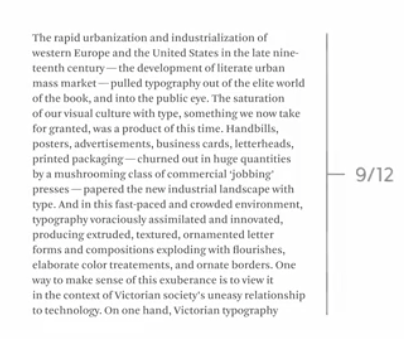 The rapid urbanization and industrialization of
western Europe and the United States in the late nine-
teenth century — the development of literate urban
mass market — pulled typography out of the elite world
of the book, and into the public eye. The saturation
of our visual culture with type, something we now take
for granted, was a product of this time. Handbills,
posters, advertisements, business cards, letterheads,
printed packaging — churned out in huge quantities
by a mushrooming class of commercial ‘jobbing’
presses — papered the new industrial landscape with
type. And in this fast-paced and crowded environment,
typography voraciously assimilated and innovated,
producing extruded, textured, ornamented letter
forms and compositions exploding with flourishes,
elaborate color treatements, and ornate borders. One
way to make sense of this exuberance is to view it
in the context of Victorian society’s uneasy relationship
to technology. On one hand, Victorian typography
9/12